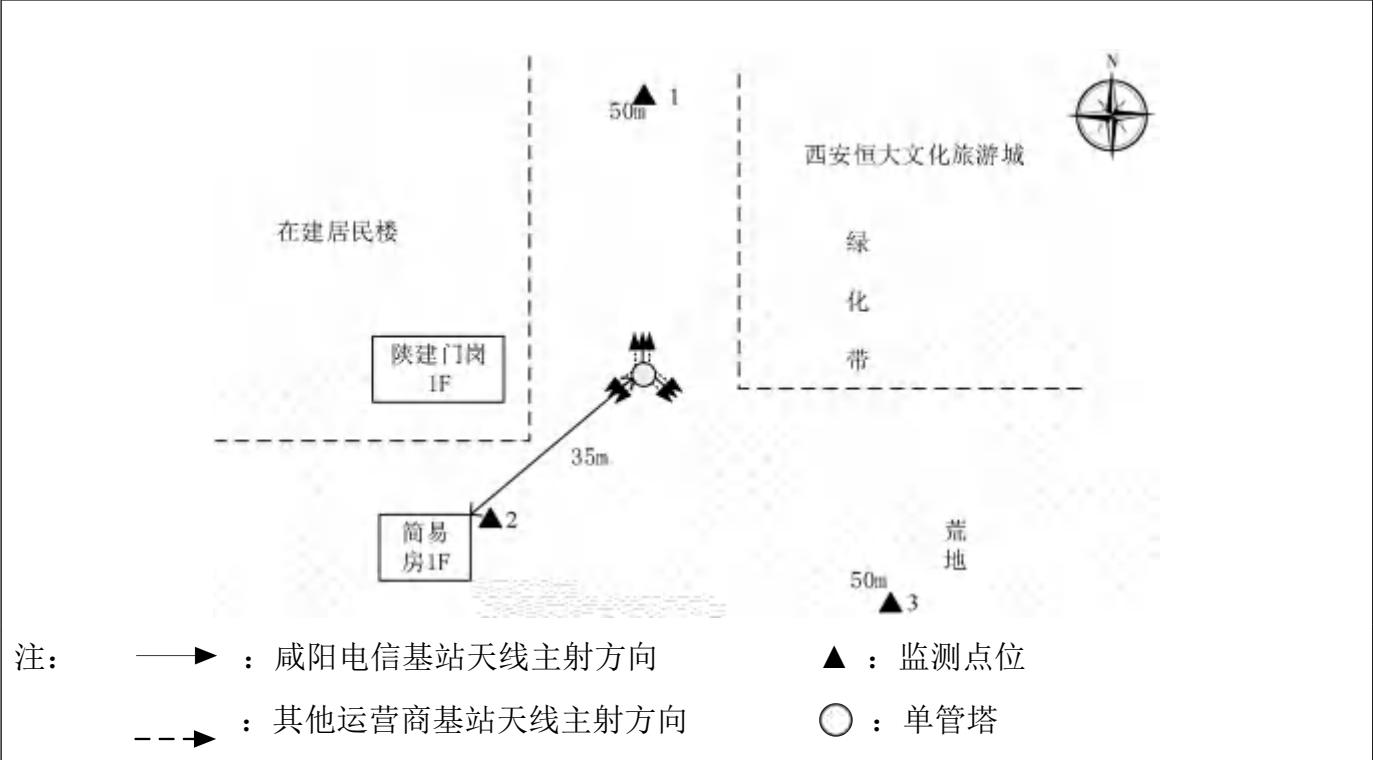 N
1
50m
西安恒大文化旅游城
在建居民楼
绿
化
带
陕建门岗
1F
35m
2
简易
房1F
荒
地
50m
3
注：
：咸阳电信基站天线主射方向
▲：监测点位
：其他运营商基站天线主射方向
：单管塔